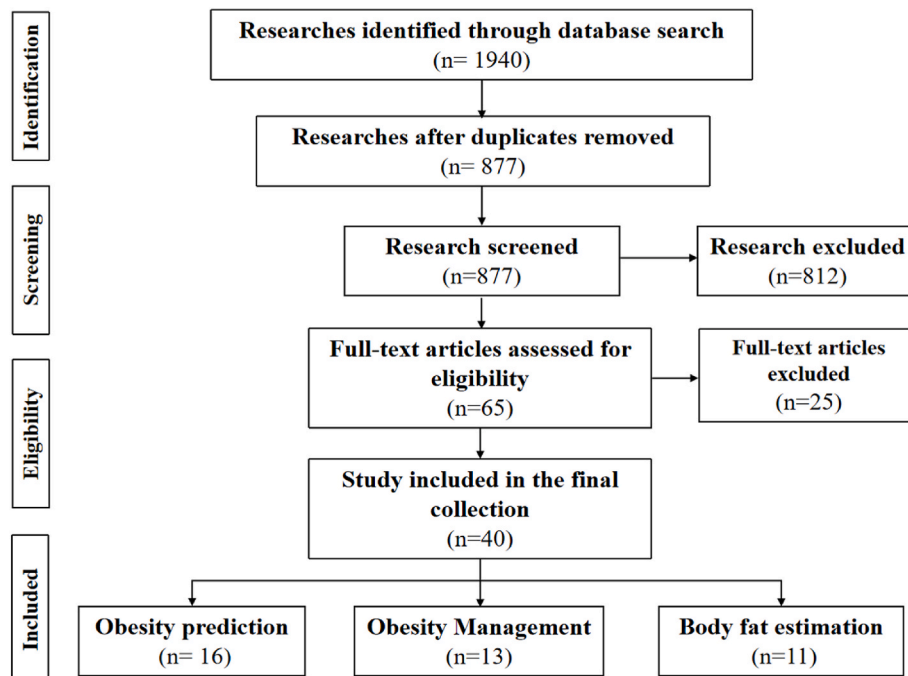 Identification
Researches identified through database search
(n= 1940)
Researches after duplicates removed
(n= 877)
Screening
Research screened
(n=877)
Research excluded
(n=812)
Eligibility
Full-text articles assessed for
eligibility
(n=65)
Full-text articles
excluded
(n=25)
Study included in the final
collection
(n=40)
Included
Obesity prediction
(n= 16)
Obesity Management
(n=13)
Body fat estimation
(n=11)